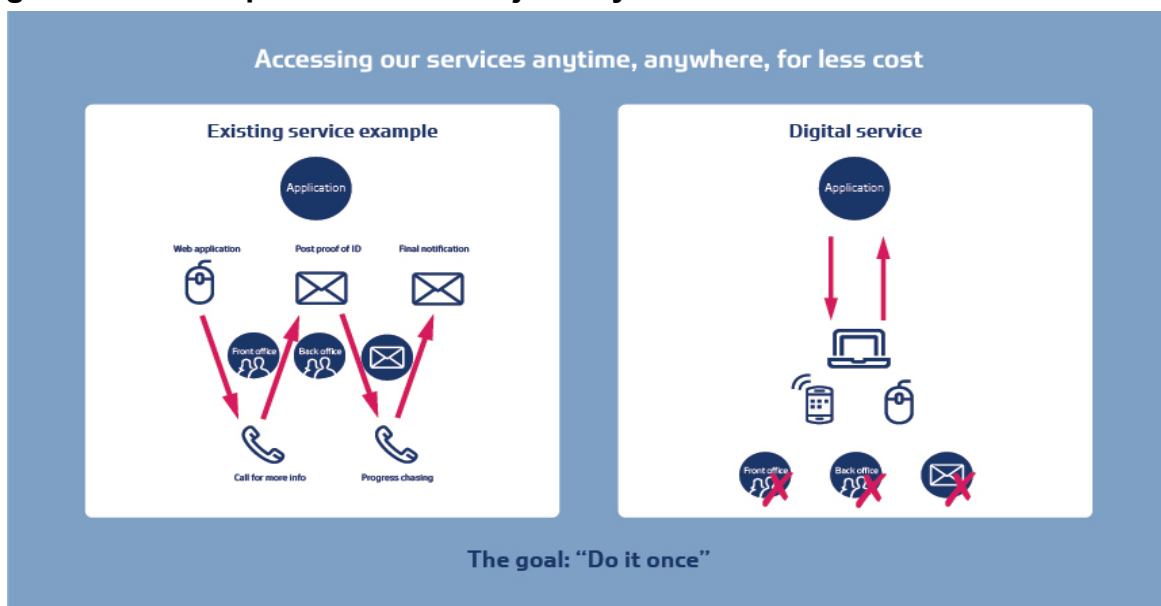 Accessing our services anytime, anywhere, for less cost
Existing service example
Application
Web application
Post proof of ID
Final notification
Front office
Back office
Call for more info
Progress chasing
Digital service
Application
Front office
Back office
The goal: “Do it once”